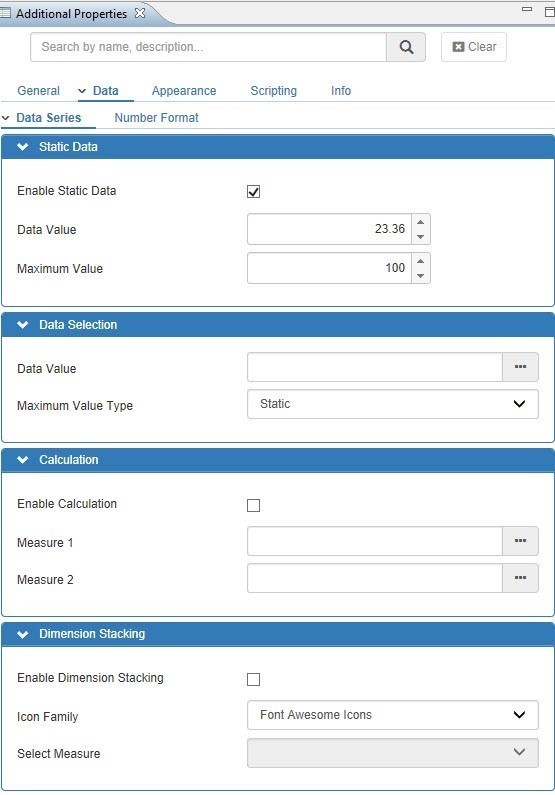 Additional Properties
Search by name, description...
Clear
General Data Appearance Scripting Info
Data Series Number Format
Static Data
Enable Static Data
Data Value 23.36
Maximum Value 100
Data Selection
Data Value ...
Maximum Value Type Static
Calculation
Enable Calculation
Measure 1 ...
Measure 2 ...
Dimension Stacking
Enable Dimension Stacking
Icon Family Font Awesome Icons
Select Measure